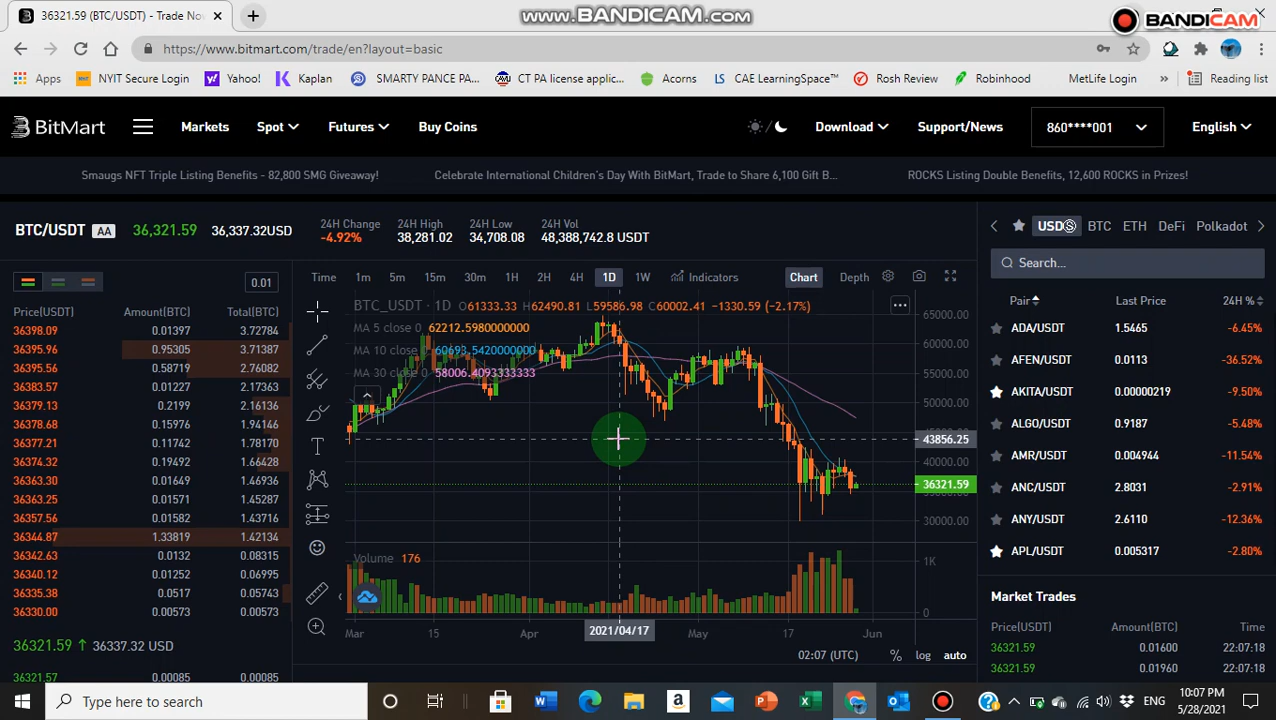 36321.59 (BTC/USDT) - Trade Nov
www.BANDICAM.com
BANDICAM
https://www.bitmart.com/trade/en?layout=basic
Apps
NYIT Secure Login
Yahoo!
Kaplan
SMARTY PANCE PA...
CT PA license applic...
Acorns
CAE LearningSpace™
Rosh Review
Robinhood
MetLife Login
»
Reading list
BitMart
Markets
Spot
Futures
Buy Coins
Download
Support/News
860****001
English
Smaugs NFT Triple Listing Benefits - 82,800 SMG Giveaway!
Celebrate International Children's Day With BitMart, Trade to Share 6,100 Gift B...
ROCKS Listing Double Benefits, 12,600 ROCKS in Prizes!
BTC/USDT AA 36,321.59 36,337.32USD
24H Change -4.92%
24H High 38,281.02
24H Low 34,708.08
24H Vol 48,388,742.8 USDT
USDⓈ BTC ETH DeFi Polkadot
Search...
0.01
Time 1m 5m 15m 30m 1H 2H 4H 1D 1W Indicators Chart Depth
Price(USDT) Amount(BTC) Total(BTC)
36398.09 0.01397 3.72784
36395.96 0.95305 3.71387
36395.56 0.58719 2.76082
36383.57 0.01227 2.17363
36379.13 0.2199 2.16136
36378.68 0.15976 1.94146
36377.21 0.11742 1.78170
36374.32 0.19492 1.66428
36363.30 0.01649 1.46936
36363.25 0.01571 1.45287
36357.56 0.01582 1.43716
36344.87 1.33819 1.42134
36342.63 0.0132 0.08315
36340.12 0.01252 0.06995
36335.38 0.0517 0.05743
36330.00 0.00573 0.00573
36321.59 ↑ 36337.32 USD
36321.57 0.00085 0.00085
BTC_USDT · 1D O61333.33 H62490.81 L59586.98 C60002.41 -1330.59 (-2.17%)
MA 5 close 0 62212.5980000000
MA 10 close 0 60693.5420000000
MA 30 close 0 58006.4093333333
65000.00
60000.00
55000.00
50000.00
43856.25
40000.00
36321.59
30000.00
Volume 176
1K
0
Mar 15 Apr 2021/04/17 May 17 Jun
02:07 (UTC) % log auto
Pair Last Price 24H %
ADA/USDT 1.5465 -6.45%
AFEN/USDT 0.0113 -36.52%
AKITA/USDT 0.00000219 -9.50%
ALGO/USDT 0.9187 -5.48%
AMR/USDT 0.004944 -11.54%
ANC/USDT 2.8031 -2.91%
ANY/USDT 2.6110 -12.36%
APL/USDT 0.005317 -2.80%
Market Trades
Price(USDT) Amount(BTC) Time
36321.59 0.01600 22:07:18
36321.59 0.01960 22:07:18
Type here to search
ENG
10:07 PM
5/28/2021